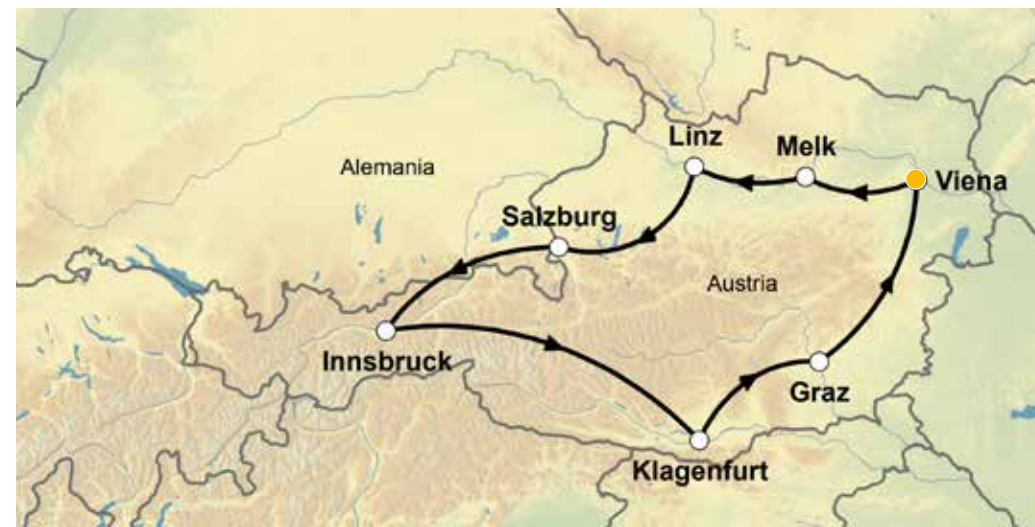 Linz
Melk
Alemania
Viena
Salzburg
Austria
Innsbruck
Graz
Klagenfurt